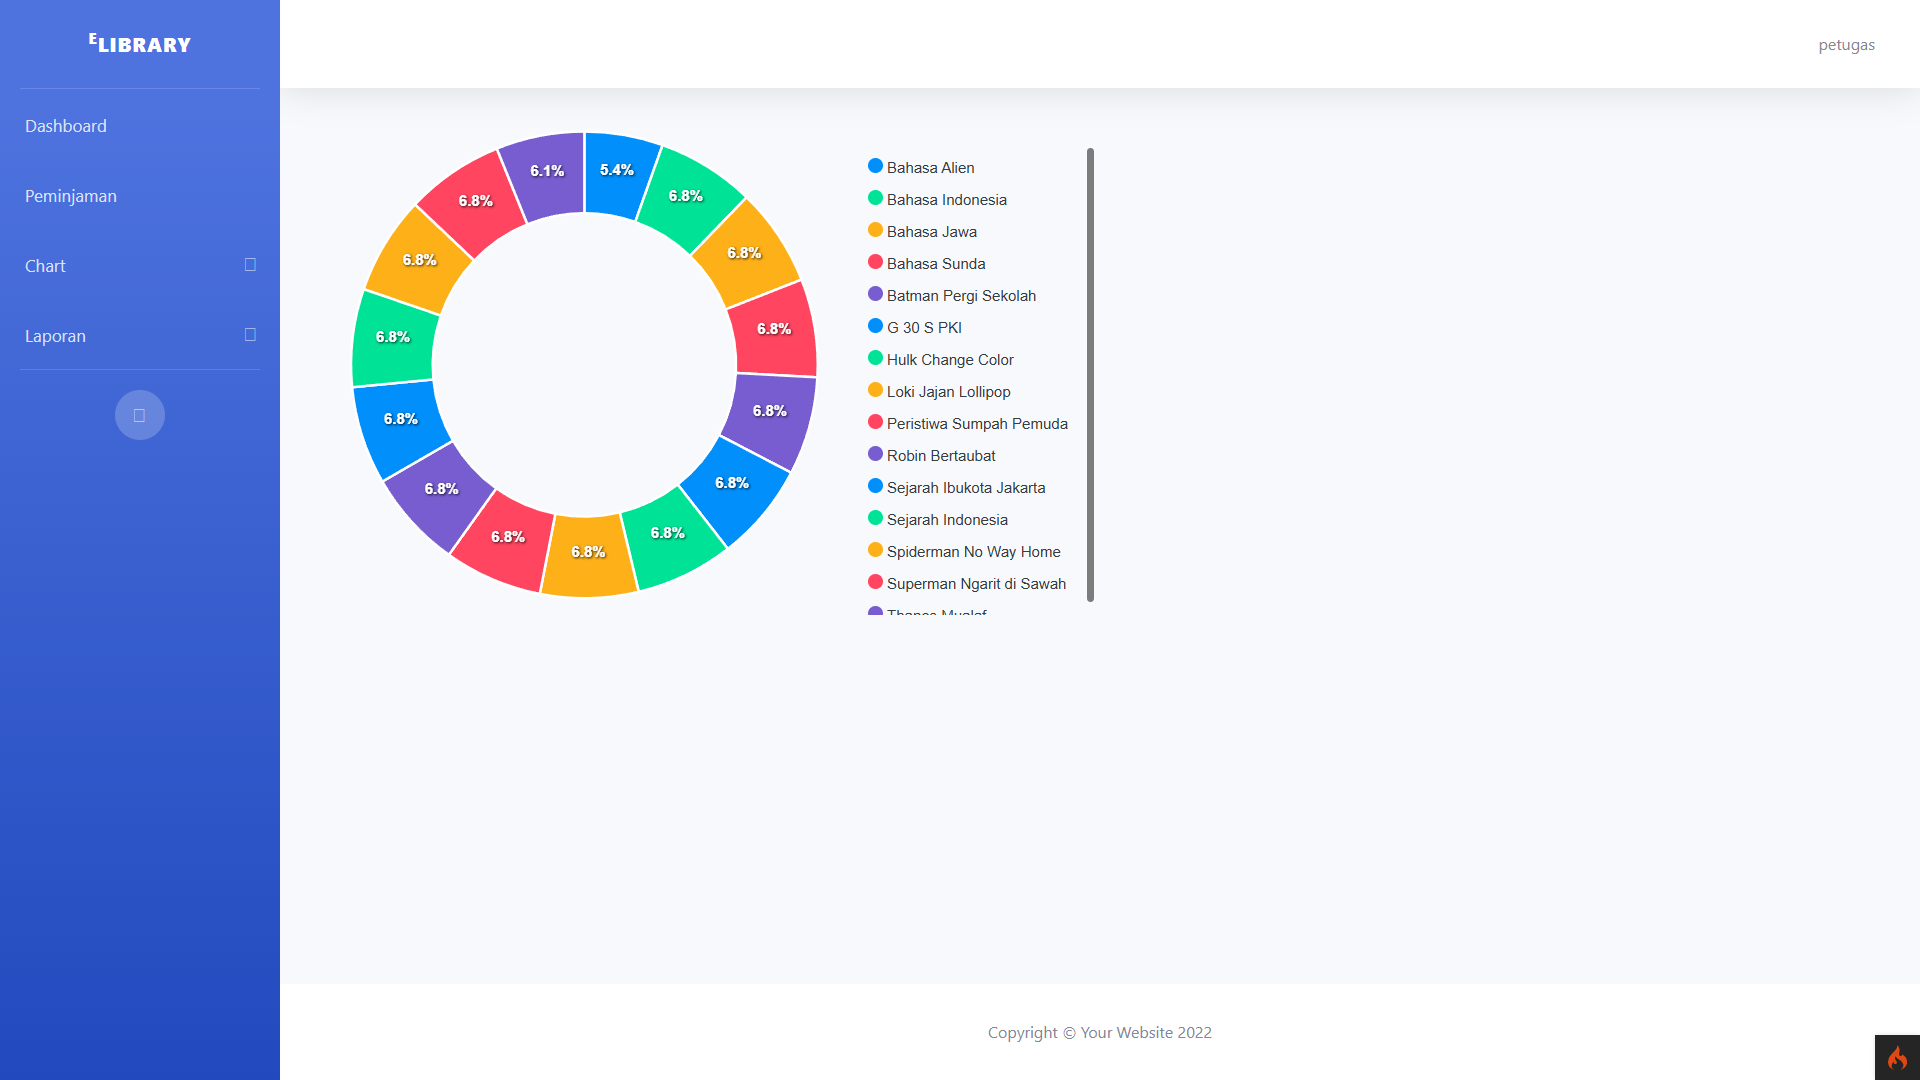 ELIBRARY
petugas
Dashboard
Peminjaman
Chart
Laporan
5.4%
6.8%
6.8%
6.8%
6.8%
6.8%
6.8%
6.8%
6.8%
6.8%
6.8%
6.8%
6.8%
6.8%
6.1%
Bahasa Alien
Bahasa Indonesia
Bahasa Jawa
Bahasa Sunda
Batman Pergi Sekolah
G 30 S PKI
Hulk Change Color
Loki Jajan Lollipop
Peristiwa Sumpah Pemuda
Robin Bertaubat
Sejarah Ibukota Jakarta
Sejarah Indonesia
Spiderman No Way Home
Superman Ngarit di Sawah
Copyright © Your Website 2022